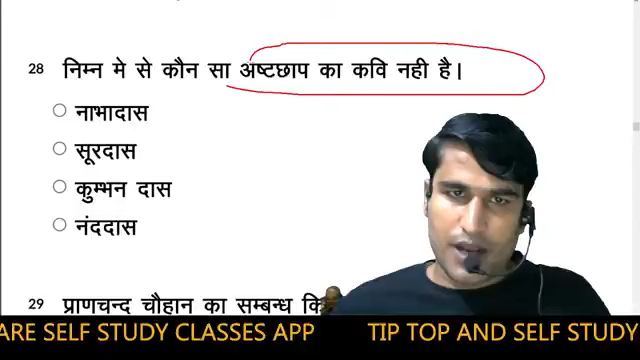 28 निम्न मे से कौन सा अष्टछाप का कवि नही है।
नाभादास
सूरदास
कुम्भन दास
नंददास
29 प्राणचन्द चौहान का सम्बन्ध
ARE SELF STUDY CLASSES APP TIP TOP AND SELF STUDY